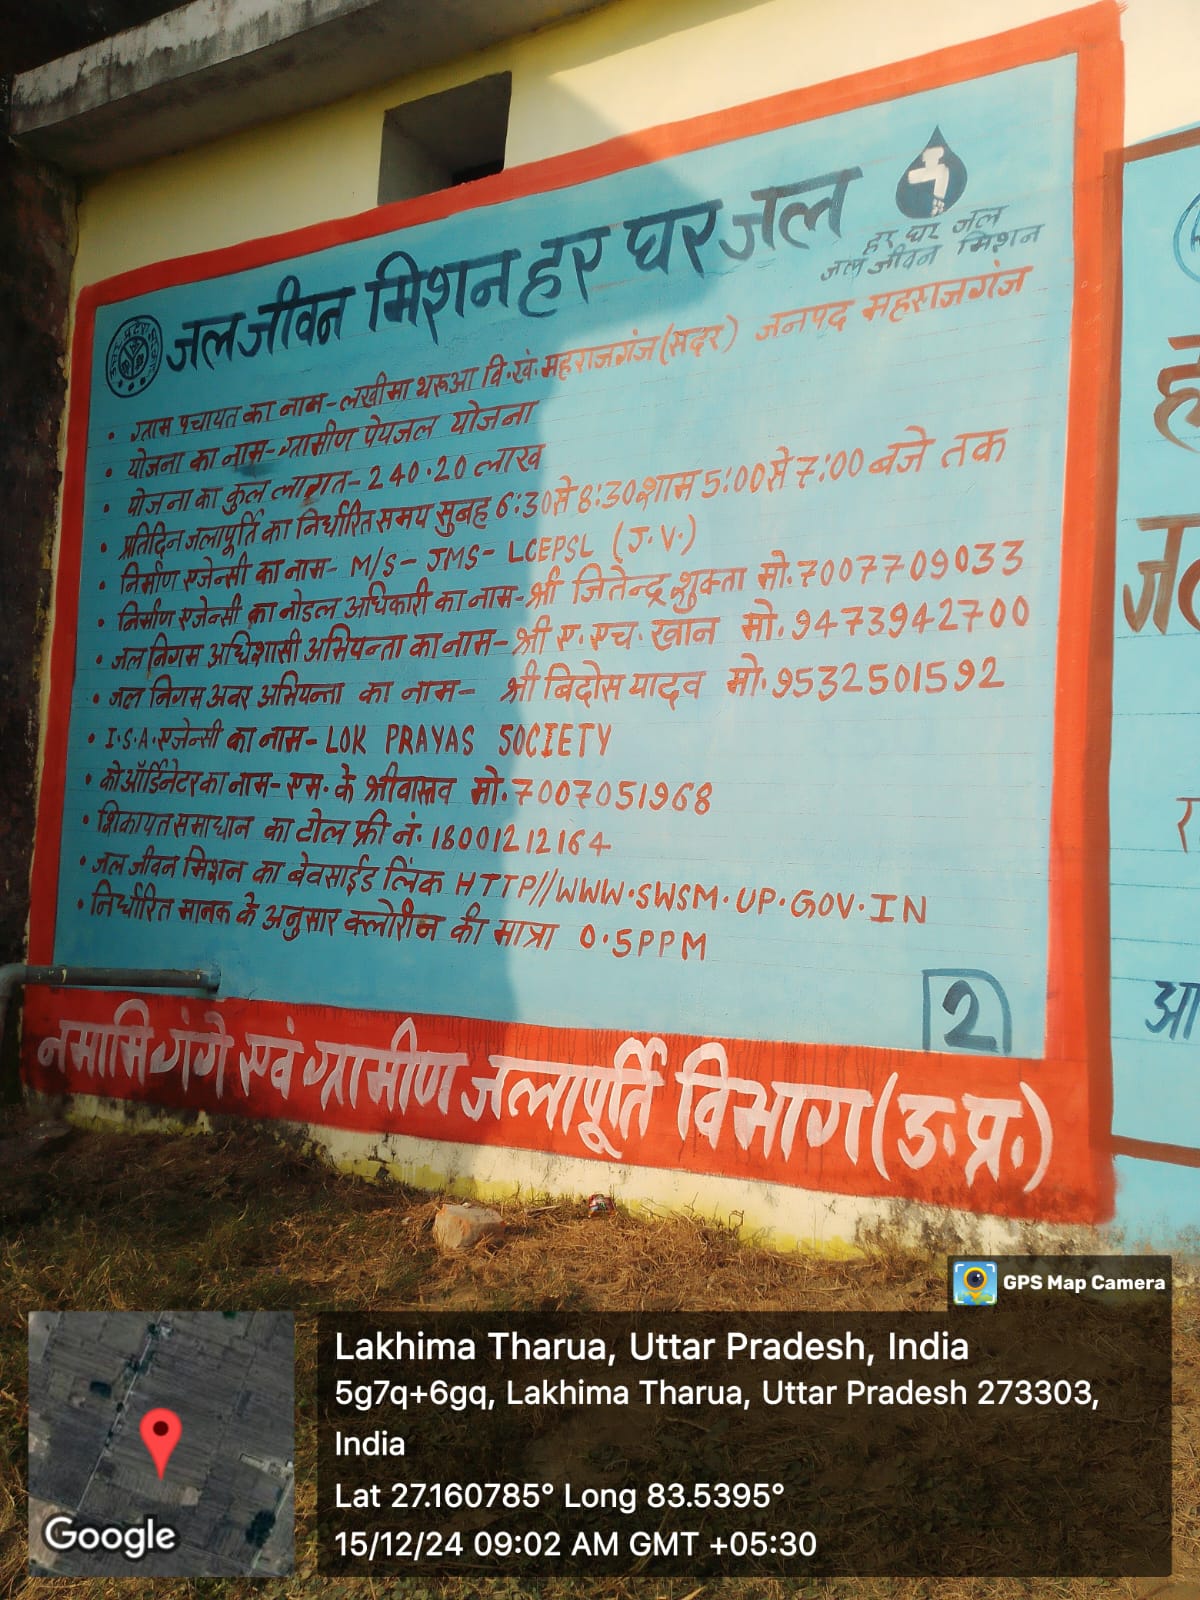 जल जीवन मिशन हर घर जल
हर घर जल
जल जीवन मिशन
• ग्राम पंचायत का नाम - लखीमा थरूआ वि.खं. महराजगंज (सदर) जनपद महराजगंज
• योजना का नाम - ग्रामीण पेयजल योजना
• योजना का कुल लागत - 240.20 लाख
• प्रतिदिन जलापूर्ति का निर्धारित समय सुबह 6:30 से 8:30 शाम 5:00 से 7:00 बजे तक
• निर्माण एजेन्सी का नाम - M/S - JMS - LCEPSL (J.V.)
• निर्माण एजेन्सी का नोडल अधिकारी का नाम - श्री जितेन्द्र शुक्ता मो. 7007709033
• जल निगम अधिशासी अभियन्ता का नाम - श्री ए. एच. खान मो. 9473942700
• जल निगम अवर अभियन्ता का नाम - श्री बिदोस यादव मो. 9532501592
• I.S.A. एजेन्सी का नाम - LOK PRAYAS SOCIETY
• कोऑर्डिनेटर का नाम - एम. के श्रीवास्तव मो. 7007051968
• शिकायत समाधान का टोल फ्री नं. 18001212164
• जल जीवन मिशन का बेवसाईड लिंक HTTP//WWW.SWSM.UP.GOV.IN
• निर्धारित मानक के अनुसार क्लोरीन की मात्रा 0.5PPM
2
नमामि गंगे एवं ग्रामीण जलापूर्ति विभाग (उ.प्र.)
GPS Map Camera
Lakhima Tharua, Uttar Pradesh, India
5g7q+6gq, Lakhima Tharua, Uttar Pradesh 273303,
India
Lat 27.160785° Long 83.5395°
15/12/24 09:02 AM GMT +05:30
Google